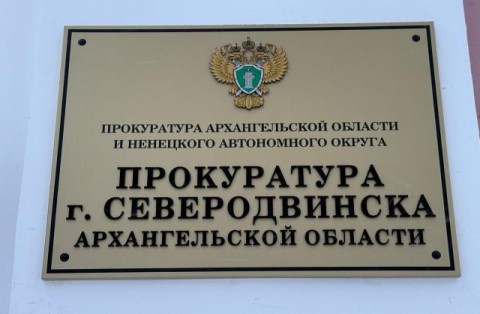 ПРОКУРАТУРА АРХАНГЕЛЬСКОЙ ОБЛАСТИ
И НЕНЕЦКОГО АВТОНОМНОГО ОКРУГА
ПРОКУРАТУРА
г. СЕВЕРОДВИНСКА
АРХАНГЕЛЬСКОЙ ОБЛАСТИ